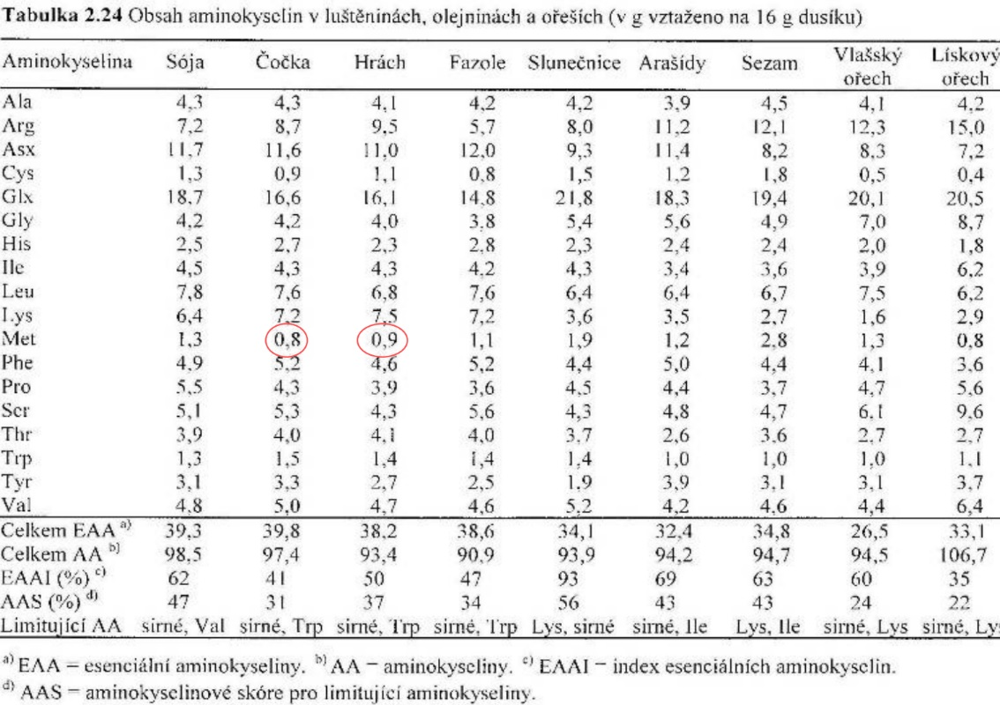 Tabulka 2.24 Obsah aminokyselin v luštěninách, olejninách a ořeších (v g vztaženo na 16 g dusíku)
Aminokyselina Sója Čočka Hrách Fazole Slunečnice Arašídy Sezam Vlašský ořech Lískový ořech
Ala 4,3 4,3 4,1 4,2 4,2 3,9 4,5 4,1 4,2
Arg 7,2 8,7 9,5 5,7 8,0 11,2 12,1 12,3 15,0
Asx 11,7 11,6 11,0 12,0 9,3 11,4 8,2 8,3 7,2
Cys 1,3 0,9 1,1 0,8 1,5 1,2 1,8 0,5 0,4
Glx 18,7 16,6 16,1 14,8 21,8 18,3 19,4 20,1 20,5
Gly 4,2 4,2 4,0 3,8 5,4 5,6 4,9 7,0 8,7
His 2,5 2,7 2,3 2,8 2,3 2,4 2,4 2,0 1,8
Ile 4,5 4,3 4,3 4,2 4,3 3,4 3,6 3,9 6,2
Leu 7,8 7,6 6,8 7,6 6,4 6,4 6,7 7,5 6,2
Lys 6,4 7,2 7,5 7,2 3,6 3,5 2,7 1,6 2,9
Met 1,3 0,8 0,9 1,1 1,9 1,2 2,8 1,3 0,8
Phe 4,9 5,2 4,6 5,2 4,4 5,0 4,4 4,1 3,6
Pro 5,5 4,3 3,9 3,6 4,5 4,4 3,7 4,7 5,6
Ser 5,1 5,3 4,3 5,6 4,3 4,8 4,7 6,1 9,6
Thr 3,9 4,0 4,1 4,0 3,7 2,6 3,6 2,7 2,7
Trp 1,3 1,5 1,4 1,4 1,4 1,0 1,0 1,0 1,1
Tyr 3,1 3,3 2,7 2,5 1,9 3,9 3,1 3,1 3,7
Val 4,8 5,0 4,7 4,6 5,2 4,2 4,6 4,4 6,4
Celkem EAA a) 39,3 39,8 38,2 38,6 34,1 32,4 34,8 26,5 33,1
Celkem AA b) 98,5 97,4 93,4 90,9 93,9 94,2 94,7 94,5 106,7
EAAI (%) c) 62 41 50 47 93 69 63 60 35
AAS (%) d) 47 31 37 34 56 43 43 24 22
Limitující AA sirné, Val sirné, Trp sirné, Trp sirné, Trp Lys, sirné sirné, Ile Lys, Ile sirné, Lys sirné, Ly
a) EAA = esenciální aminokyseliny. b) AA = aminokyseliny. c) EAAI = index esenciálních aminokyselin.
d) AAS = aminokyselinové skóre pro limitující aminokyseliny.